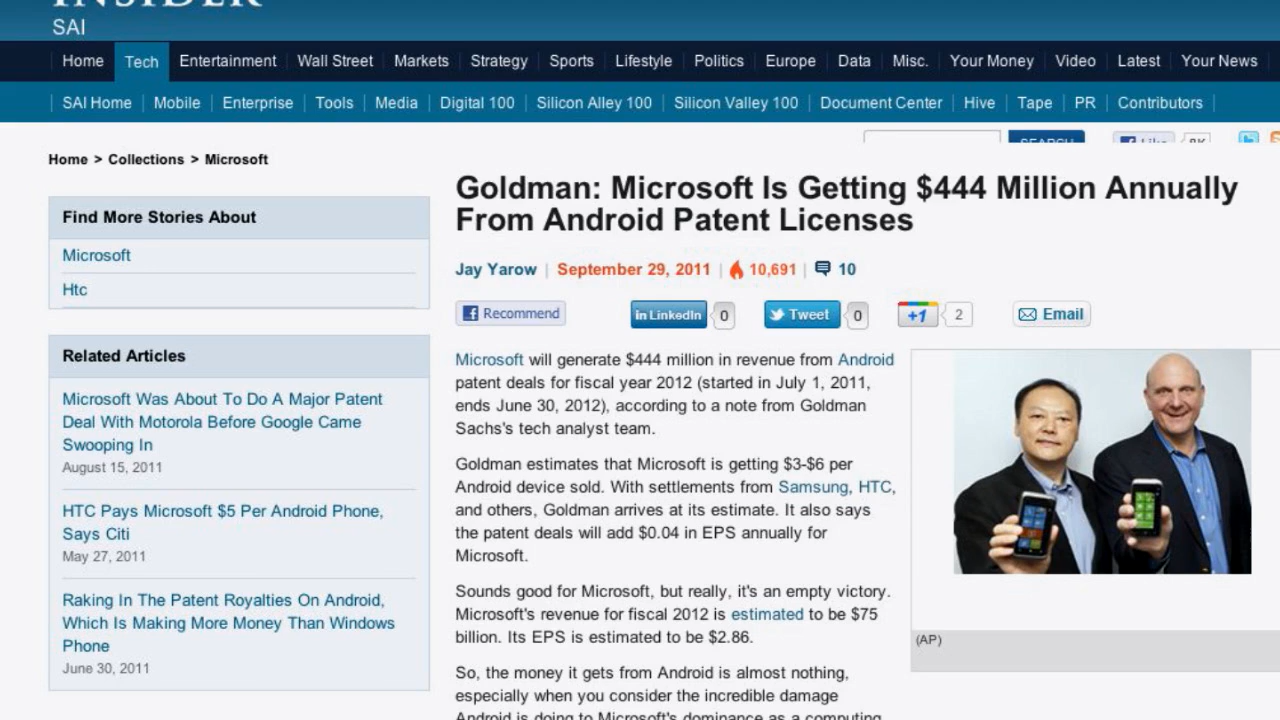 INSIDER
SAI
Home Tech Entertainment Wall Street Markets Strategy Sports Lifestyle Politics Europe Data Misc. Your Money Video Latest Your News
SAI Home Mobile Enterprise Tools Media Digital 100 Silicon Alley 100 Silicon Valley 100 Document Center Hive Tape PR Contributors
SEARCH Like 8K
Home > Collections > Microsoft
Find More Stories About
Microsoft
Htc
Related Articles
Microsoft Was About To Do A Major Patent
Deal With Motorola Before Google Came
Swooping In
August 15, 2011
HTC Pays Microsoft $5 Per Android Phone,
Says Citi
May 27, 2011
Raking In The Patent Royalties On Android,
Which Is Making More Money Than Windows
Phone
June 30, 2011
Goldman: Microsoft Is Getting $444 Million Annually
From Android Patent Licenses
Jay Yarow | September 29, 2011 | 10,691 | 10
Recommend in LinkedIn 0 Tweet 0 +1 2 Email
Microsoft will generate $444 million in revenue from Android
patent deals for fiscal year 2012 (started in July 1, 2011,
ends June 30, 2012), according to a note from Goldman
Sachs's tech analyst team.
Goldman estimates that Microsoft is getting $3-$6 per
Android device sold. With settlements from Samsung, HTC,
and others, Goldman arrives at its estimate. It also says
the patent deals will add $0.04 in EPS annually for
Microsoft.
Sounds good for Microsoft, but really, it's an empty victory.
Microsoft's revenue for fiscal 2012 is estimated to be $75
billion. Its EPS is estimated to be $2.86.
So, the money it gets from Android is almost nothing,
especially when you consider the incredible damage
Android is doing to Microsoft's dominance as a computing
(AP)